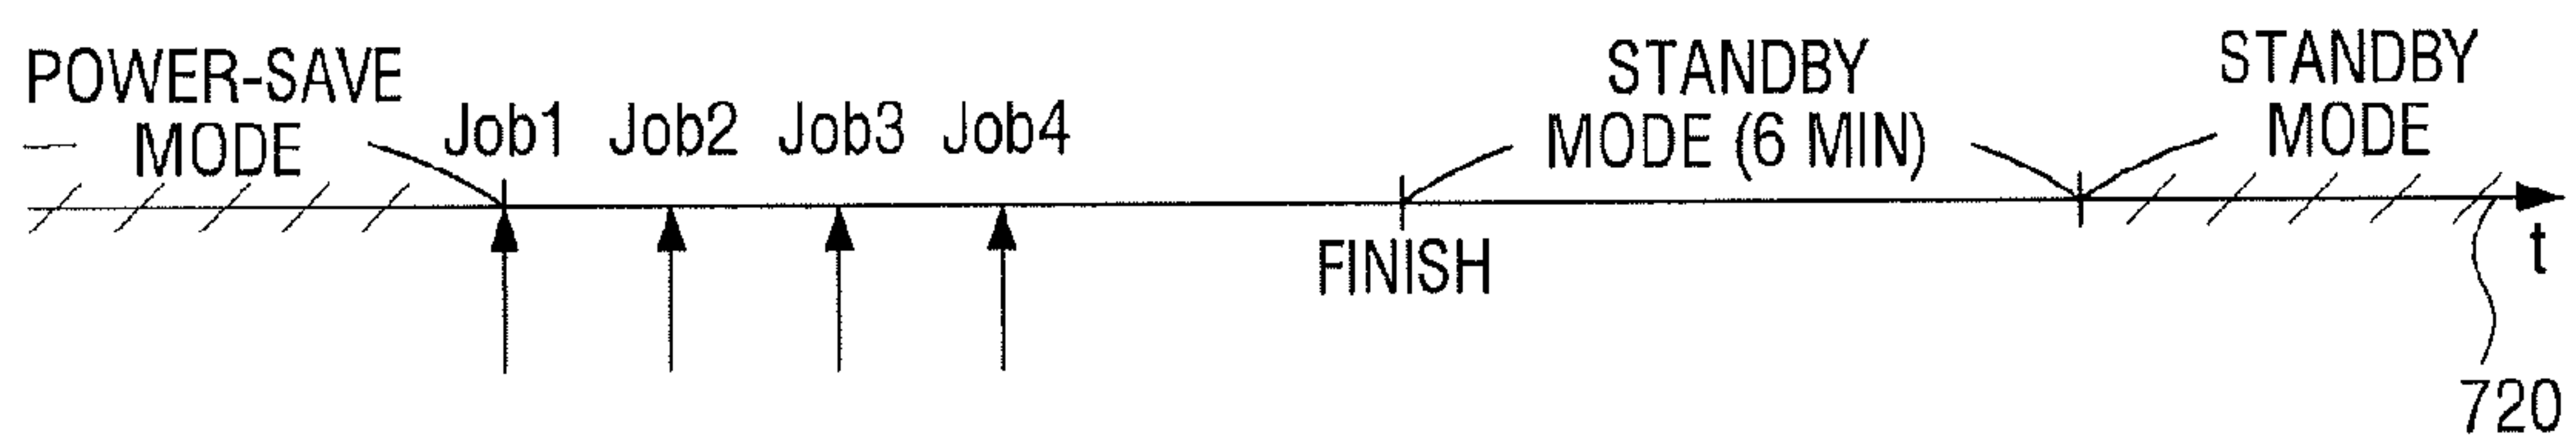 POWER-SAVE
MODE
Job1 Job2 Job3 Job4
STANDBY
MODE (6 MIN)
STANDBY
MODE
FINISH
t
720